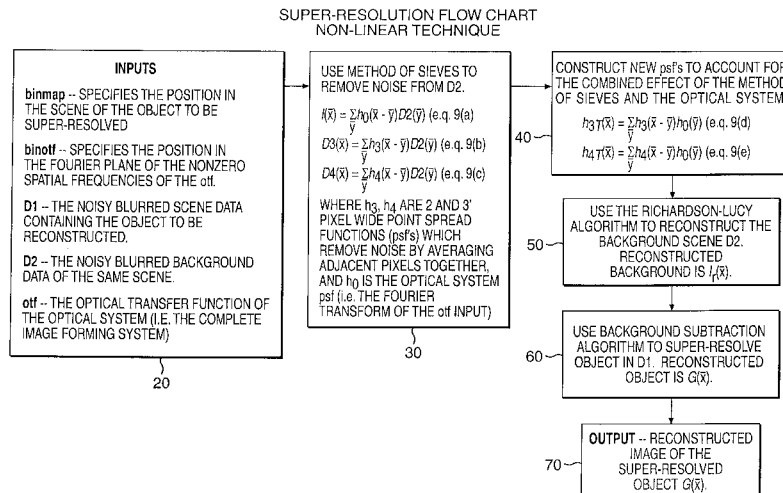 SUPER-RESOLUTION FLOW CHART
NON-LINEAR TECHNIQUE
INPUTS
binmap -- SPECIFIES THE POSITION IN
THE SCENE OF THE OBJECT TO BE
SUPER-RESOLVED
binotf -- SPECIFIES THE POSITION IN
THE FOURIER PLANE OF THE NONZERO
SPATIAL FREQUENCIES OF THE otf.
D1 -- THE NOISY BLURRED SCENE DATA
CONTAINING THE OBJECT TO BE
RECONSTRUCTED.
D2 -- THE NOISY BLURRED BACKGROUND
DATA OF THE SAME SCENE.
otf -- THE OPTICAL TRANSFER FUNCTION OF
THE OPTICAL SYSTEM (I.E. THE COMPLETE
IMAGE FORMING SYSTEM)
20
USE METHOD OF SIEVES TO
REMOVE NOISE FROM D2.
I(x̄) = Σȳ h₀(x̄ - ȳ)D2(ȳ) (e.q. 9(a)
D3(x̄) = Σȳ h₃(x̄ - ȳ)D2(ȳ) (e.q. 9(b)
D4(x̄) = Σȳ h₄(x̄ - ȳ)D2(ȳ) (e.q. 9(c)
WHERE h₃, h₄ ARE 2 AND 3'
PIXEL WIDE POINT SPREAD
FUNCTIONS (psf's) WHICH
REMOVE NOISE BY AVERAGING
ADJACENT PIXELS TOGETHER,
AND h₀ IS THE OPTICAL SYSTEM
psf (i.e. THE FOURIER
TRANSFORM OF THE otf INPUT)
30
CONSTRUCT NEW psf's TO ACCOUNT FOR
THE COMBINED EFFECT OF THE METHOD
OF SIEVES AND THE OPTICAL SYSTEM
h₃T(x̄) = Σȳ h₃(x̄ - ȳ)h₀(ȳ) (e.q. 9(d)
h₄T(x̄) = Σȳ h₄(x̄ - ȳ)h₀(ȳ) (e.q. 9(e)
40
USE THE RICHARDSON-LUCY
ALGORITHM TO RECONSTRUCT THE
BACKGROUND SCENE D2.
RECONSTRUCTED
BACKGROUND IS Iᵣ(x̄).
50
USE BACKGROUND SUBTRACTION
ALGORITHM TO SUPER-RESOLVE
OBJECT IN D1. RECONSTRUCTED
OBJECT IS G(x̄).
60
OUTPUT -- RECONSTRUCTED
IMAGE OF THE
SUPER-RESOLVED
OBJECT G(x̄).
70